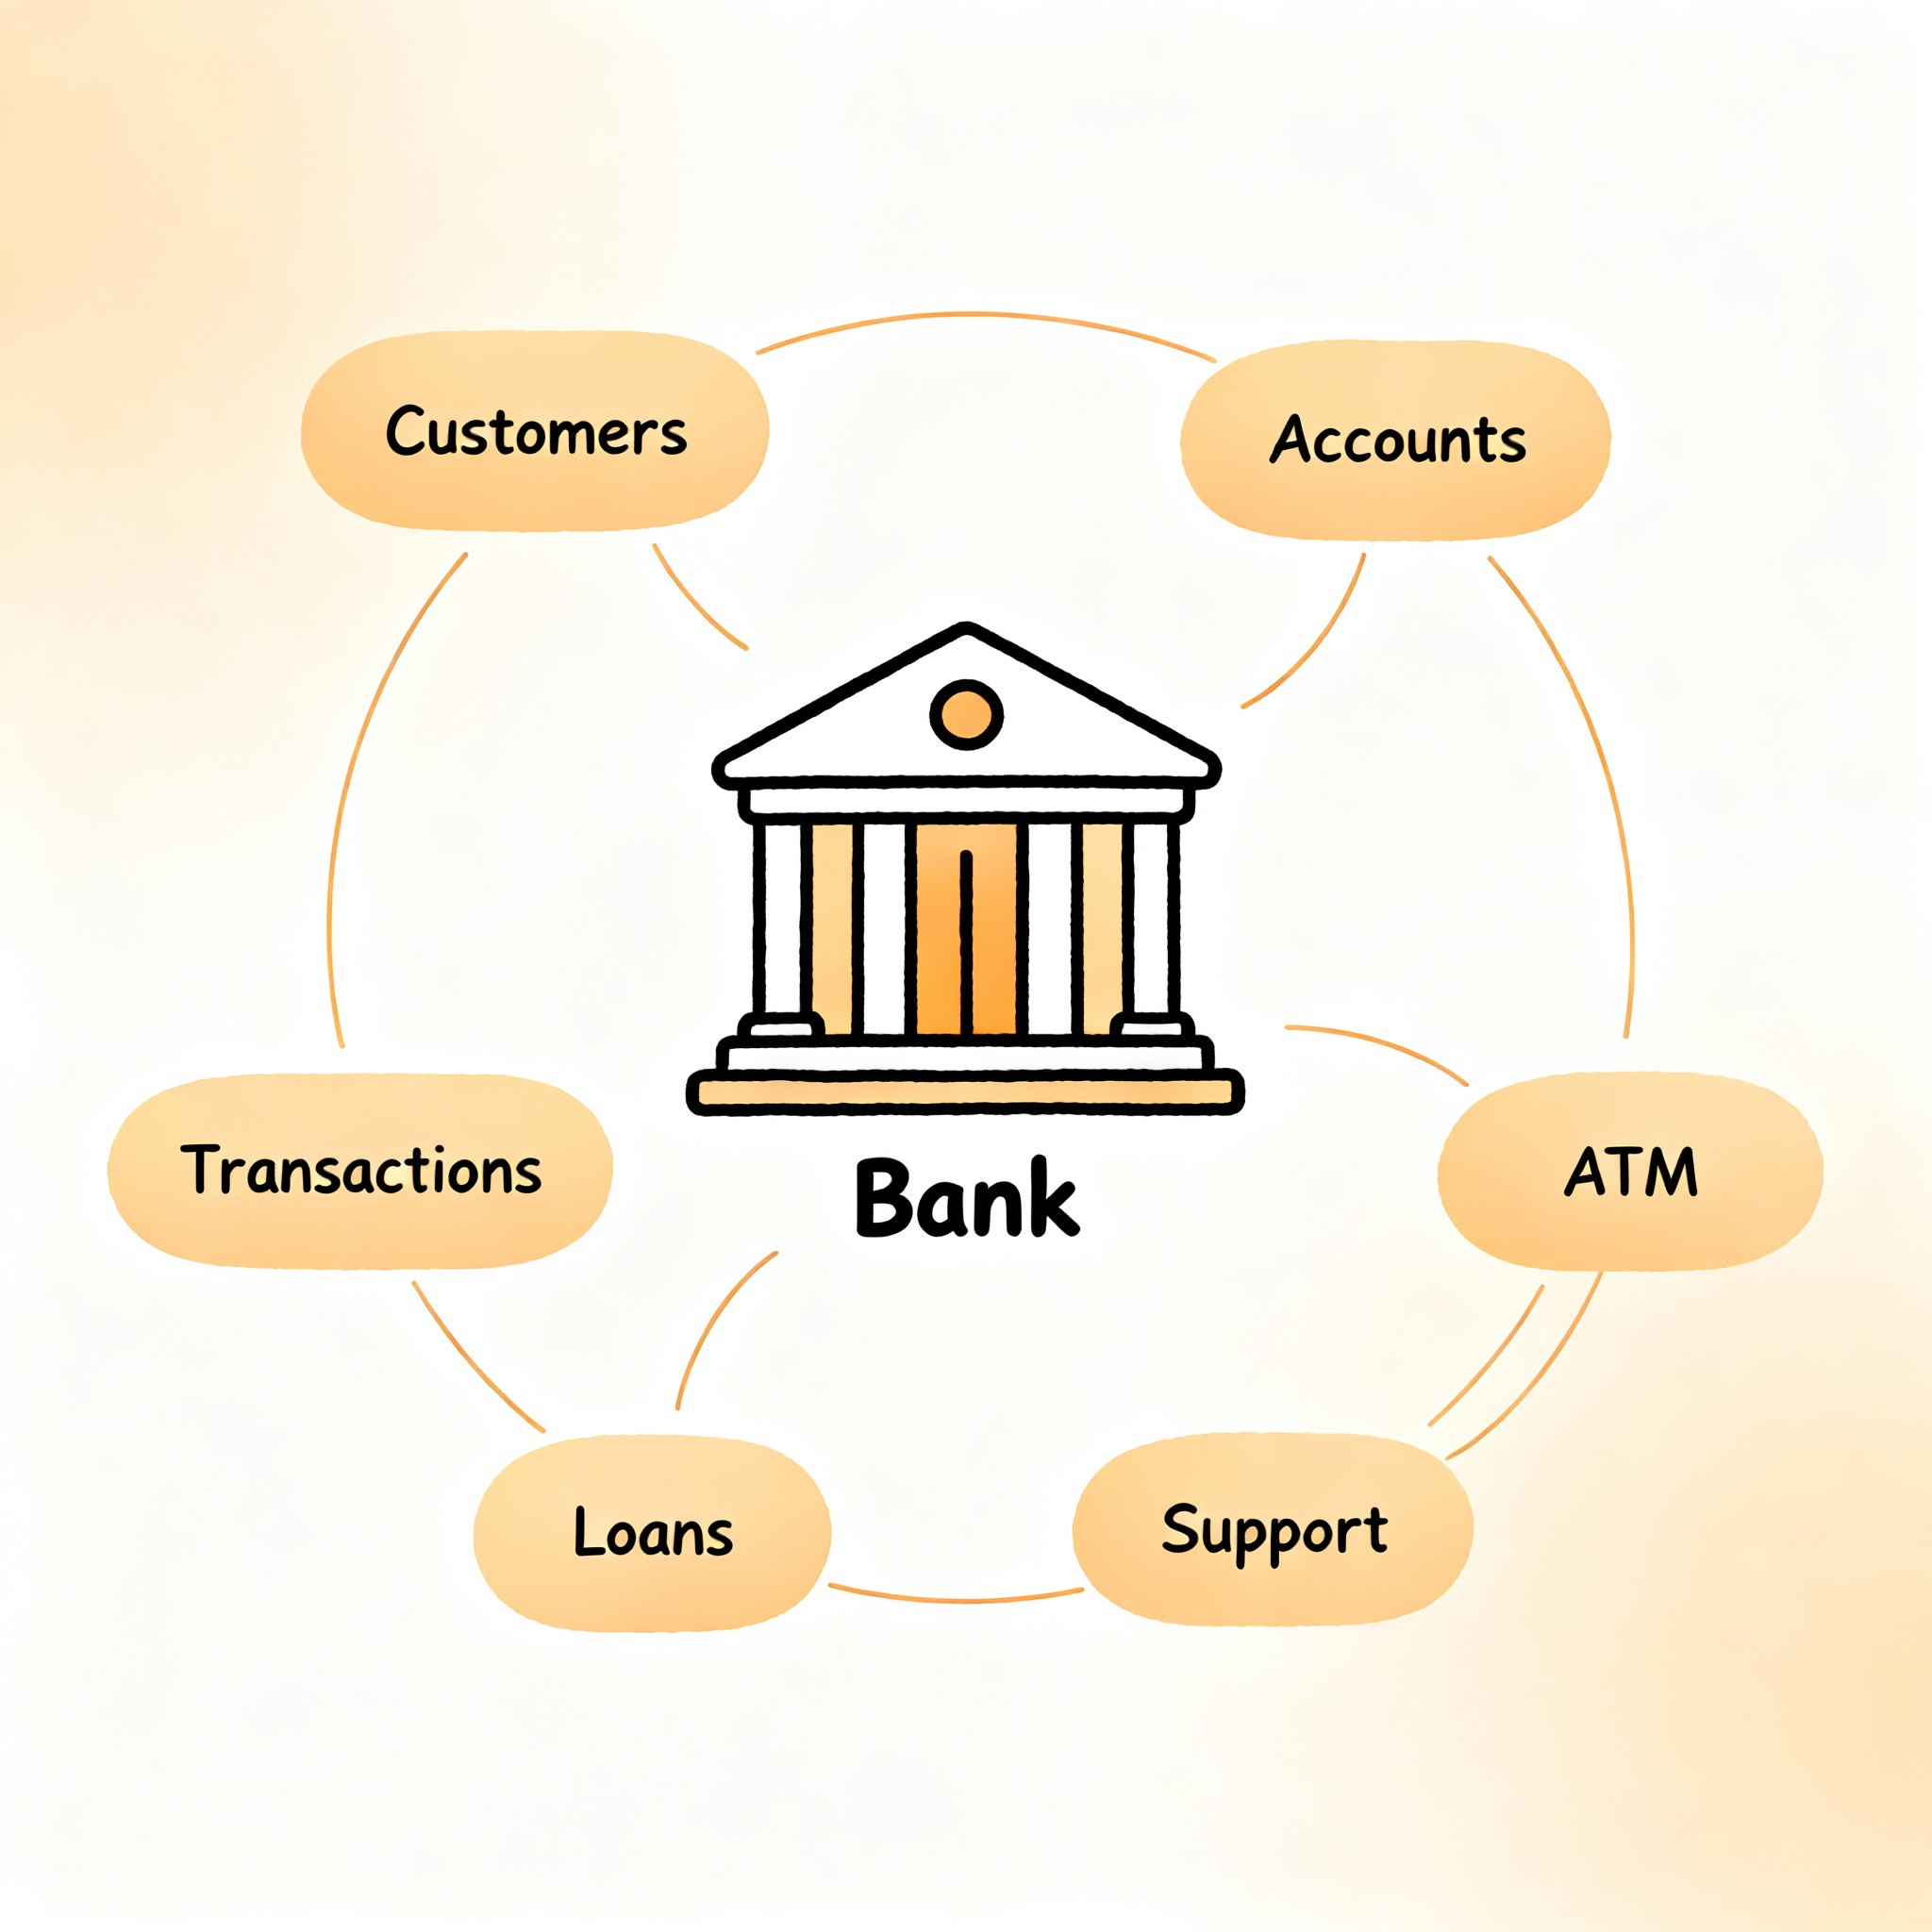 Customers
Accounts
Transactions
Bank
ATM
Loans
Support